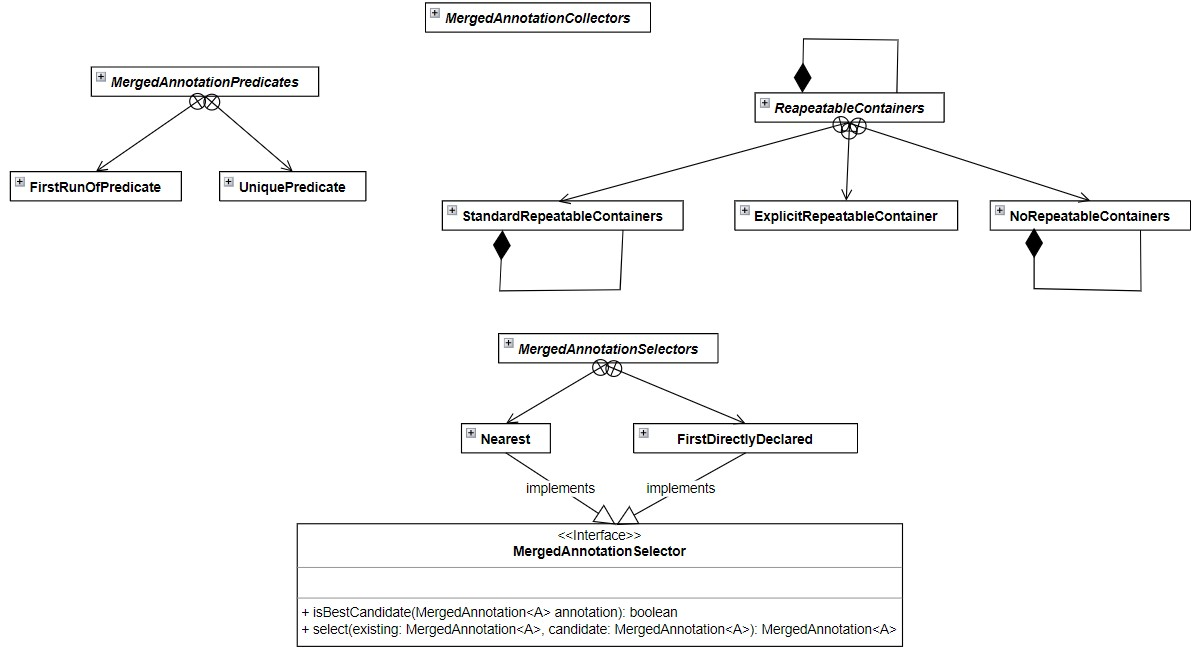 MergedAnnotationCollectors
MergedAnnotationPredicates
ReapeatableContainers
FirstRunOfPredicate
UniquePredicate
StandardRepeatableContainers
ExplicitRepeatableContainer
NoRepeatableContainers
MergedAnnotationSelectors
Nearest
FirstDirectlyDeclared
implements
implements
<<Interface>>
MergedAnnotationSelector
+ isBestCandidate(MergedAnnotation<A> annotation): boolean
+ select(existing: MergedAnnotation<A>, candidate: MergedAnnotation<A>): MergedAnnotation<A>